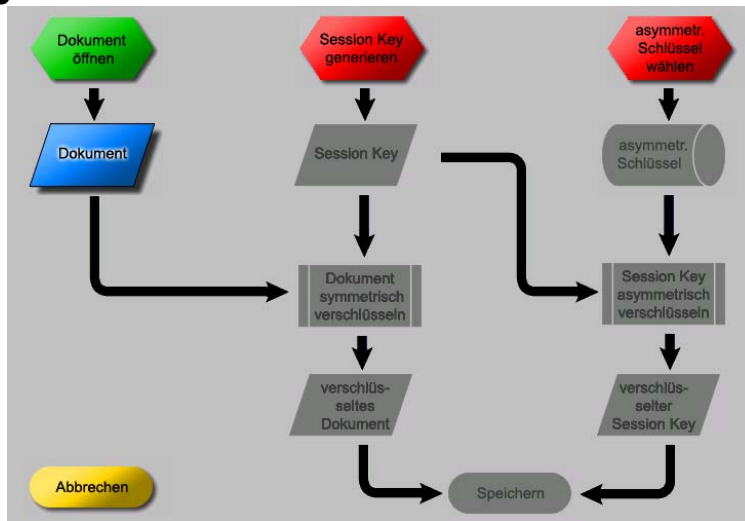 Dokument
öffnen
Session Key
generieren
asymmetr.
Schlüssel
wählen
Dokument
Session Key
asymmetr.
Schlüssel
Dokument
symmetrisch
verschlüsseln
Session Key
asymmetrisch
verschlüsseln
verschlüs-
seltes
Dokument
verschlüs-
selter
Session Key
Abbrechen
Speichern